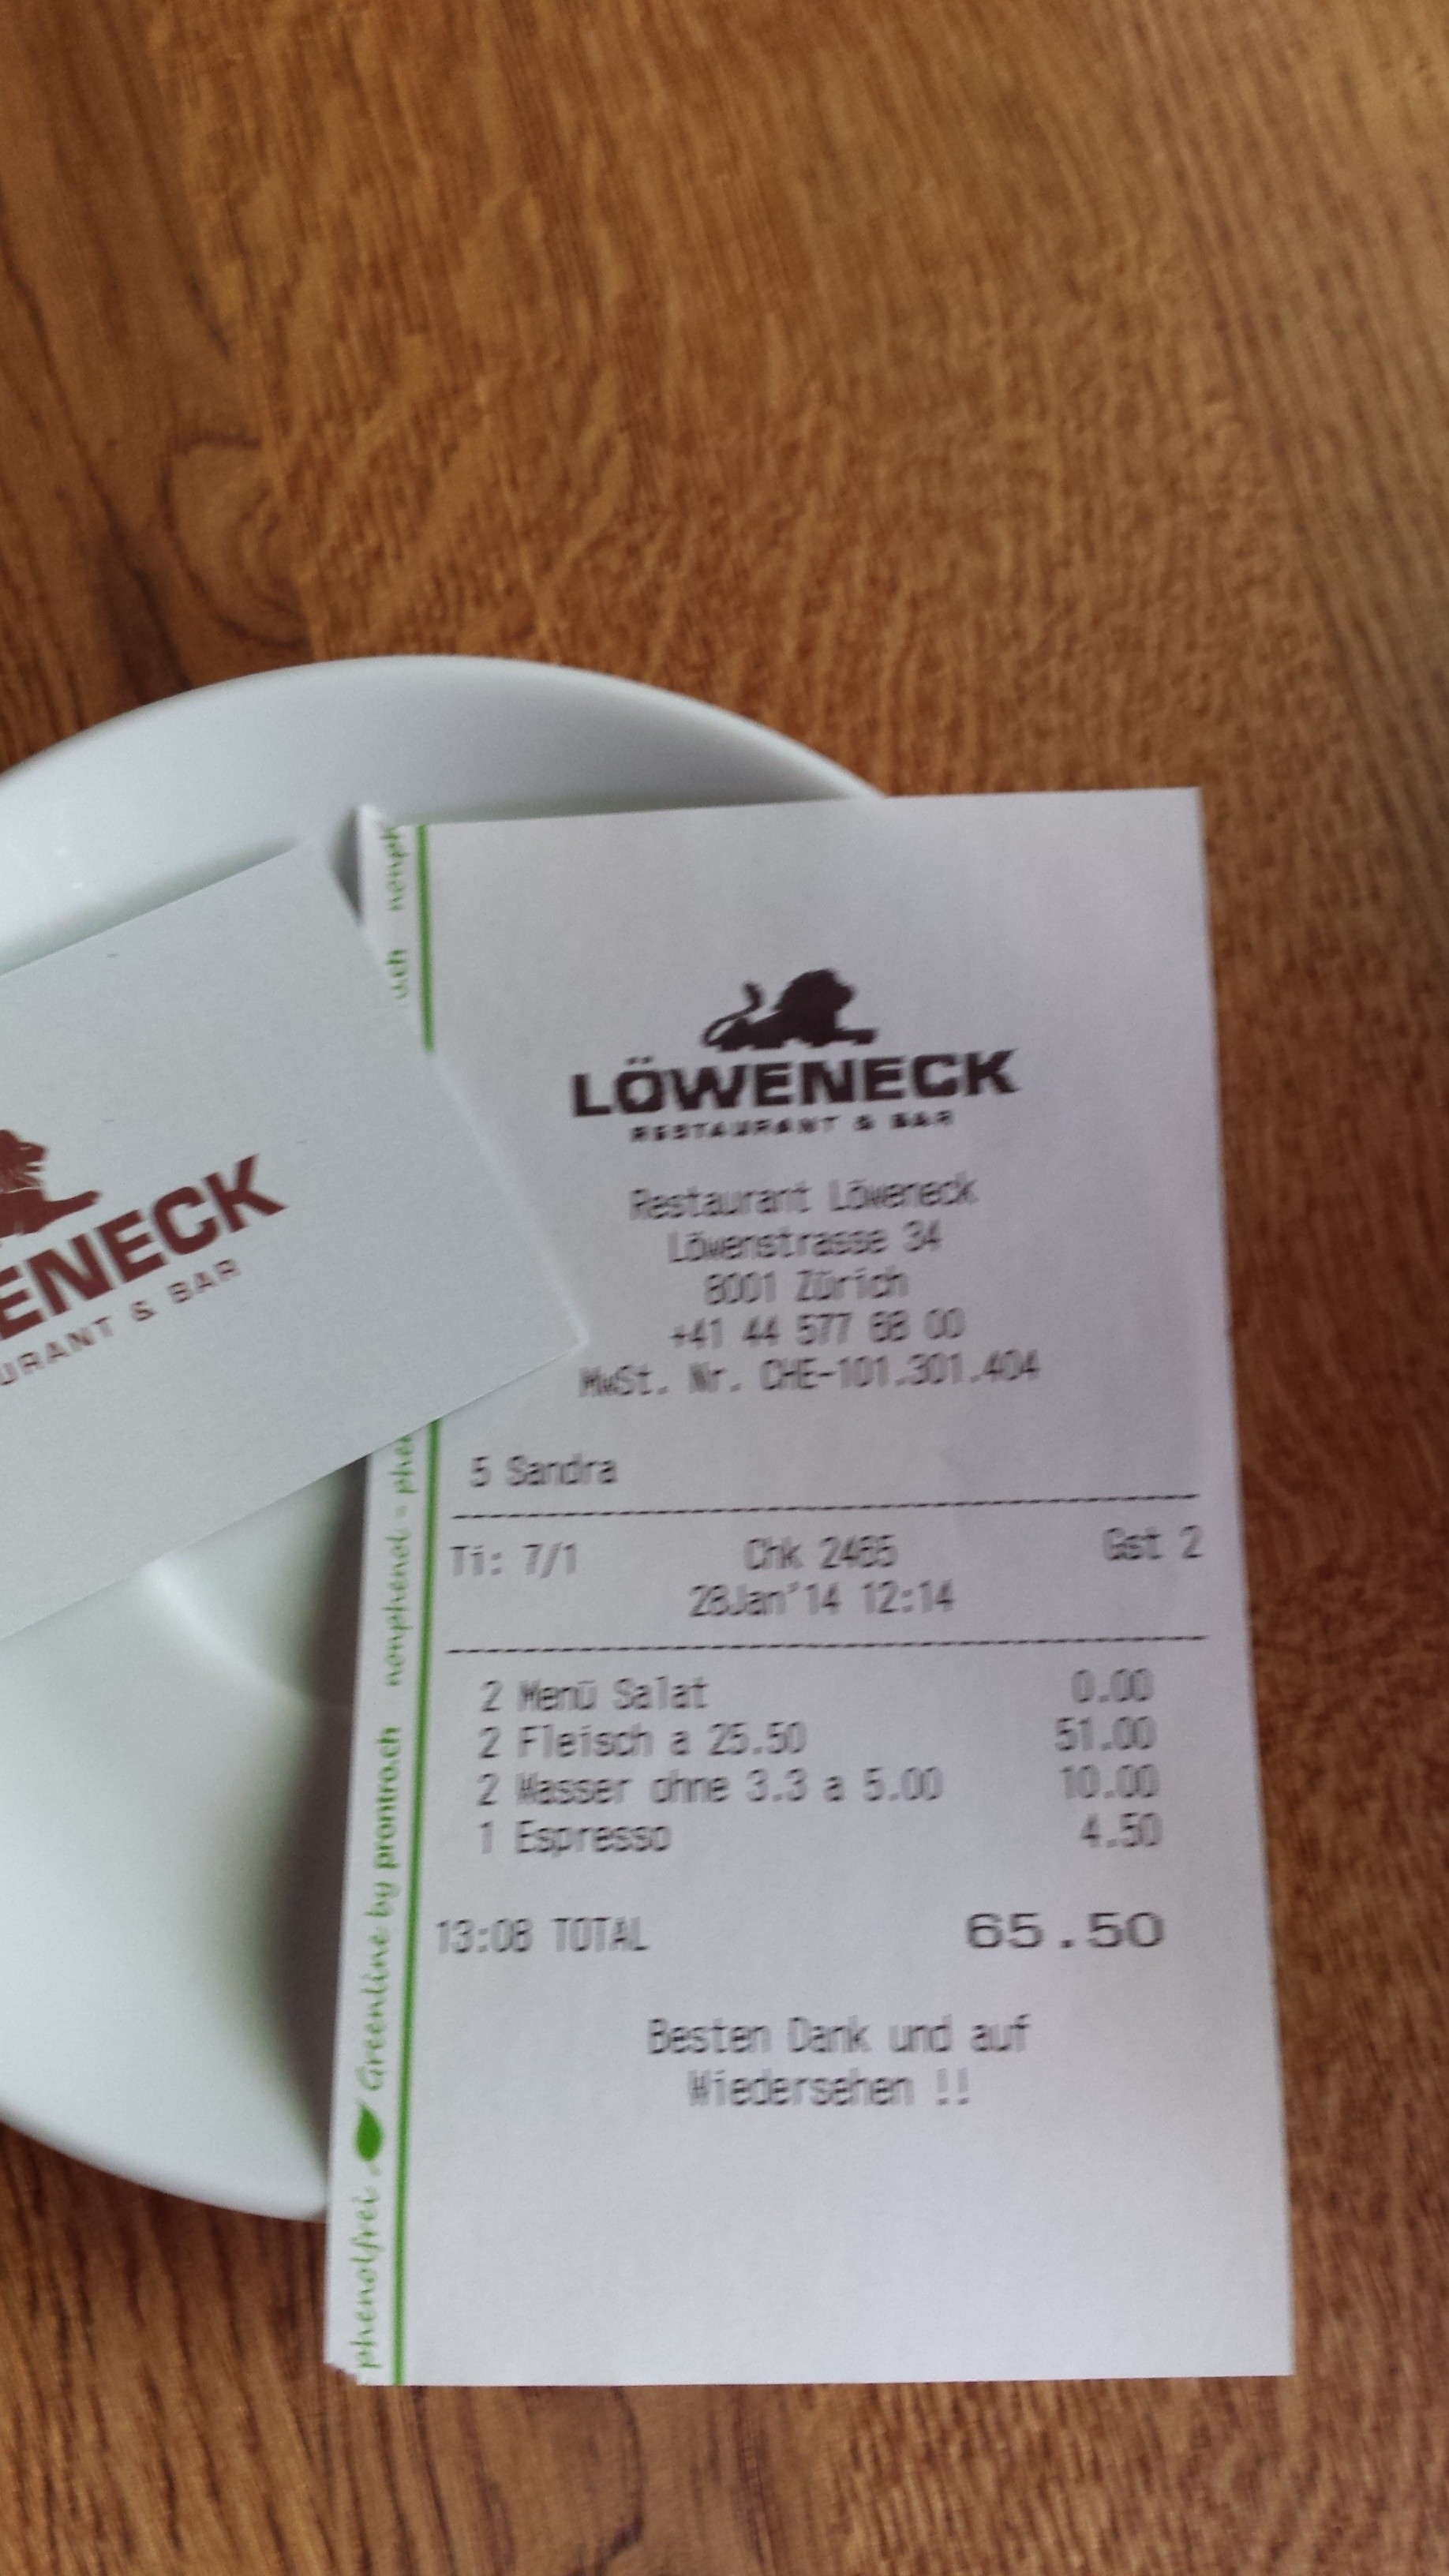 LÖWENECK
RESTAURANT & BAR
Restaurant Löweneck
Löwenstrasse 34
8001 Zürich
+41 44 577 68 00
MwSt. Nr. CHE-101.301.404
5 Sandra
Ti: 7/1 Chk 2465 Gst 2
28Jan'14 12:14
2 Menü Salat 0.00
2 Fleisch a 25.50 51.00
2 Wasser ohne 3.3 a 5.00 10.00
1 Espresso 4.50
13:08 TOTAL 65.50
Besten Dank und auf
Wiedersehen !!
ENECK
URANT & BAR
phenolfrei Greenline by prontro.ch nonphenol - phe